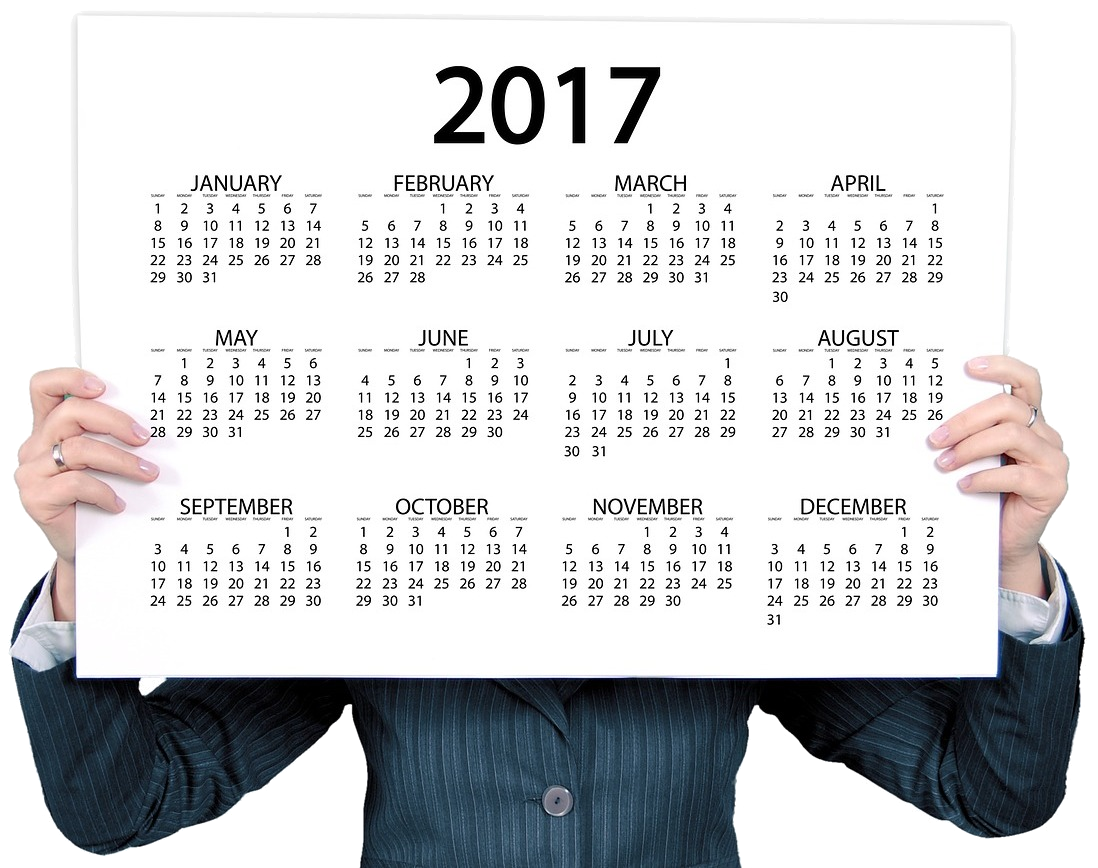 2017
JANUARY
SUNDAY MONDAY TUESDAY WEDNESDAY THURSDAY FRIDAY SATURDAY
1 2 3 4 5 6 7
8 9 10 11 12 13 14
15 16 17 18 19 20 21
22 23 24 25 26 27 28
29 30 31
FEBRUARY
SUNDAY MONDAY TUESDAY WEDNESDAY THURSDAY FRIDAY SATURDAY
1 2 3 4
5 6 7 8 9 10 11
12 13 14 15 16 17 18
19 20 21 22 23 24 25
26 27 28
MARCH
SUNDAY MONDAY TUESDAY WEDNESDAY THURSDAY FRIDAY SATURDAY
1 2 3 4
5 6 7 8 9 10 11
12 13 14 15 16 17 18
19 20 21 22 23 24 25
26 27 28 29 30 31
APRIL
SUNDAY MONDAY TUESDAY WEDNESDAY THURSDAY FRIDAY SATURDAY
1
2 3 4 5 6 7 8
9 10 11 12 13 14 15
16 17 18 19 20 21 22
23 24 25 26 27 28 29
30
MAY
SUNDAY MONDAY TUESDAY WEDNESDAY THURSDAY FRIDAY SATURDAY
1 2 3 4 5 6
7 8 9 10 11 12 13
14 15 16 17 18 19 20
21 22 23 24 25 26 27
28 29 30 31
JUNE
SUNDAY MONDAY TUESDAY WEDNESDAY THURSDAY FRIDAY SATURDAY
1 2 3
4 5 6 7 8 9 10
11 12 13 14 15 16 17
18 19 20 21 22 23 24
25 26 27 28 29 30
JULY
SUNDAY MONDAY TUESDAY WEDNESDAY THURSDAY FRIDAY SATURDAY
1
2 3 4 5 6 7 8
9 10 11 12 13 14 15
16 17 18 19 20 21 22
23 24 25 26 27 28 29
30 31
AUGUST
SUNDAY MONDAY TUESDAY WEDNESDAY THURSDAY FRIDAY SATURDAY
1 2 3 4 5
6 7 8 9 10 11 12
13 14 15 16 17 18 19
20 21 22 23 24 25 26
27 28 29 30 31
SEPTEMBER
SUNDAY MONDAY TUESDAY WEDNESDAY THURSDAY FRIDAY SATURDAY
1 2
3 4 5 6 7 8 9
10 11 12 13 14 15 16
17 18 19 20 21 22 23
24 25 26 27 28 29 30
OCTOBER
SUNDAY MONDAY TUESDAY WEDNESDAY THURSDAY FRIDAY SATURDAY
1 2 3 4 5 6 7
8 9 10 11 12 13 14
15 16 17 18 19 20 21
22 23 24 25 26 27 28
29 30 31
NOVEMBER
SUNDAY MONDAY TUESDAY WEDNESDAY THURSDAY FRIDAY SATURDAY
1 2 3 4
5 6 7 8 9 10 11
12 13 14 15 16 17 18
19 20 21 22 23 24 25
26 27 28 29 30
DECEMBER
SUNDAY MONDAY TUESDAY WEDNESDAY THURSDAY FRIDAY SATURDAY
1 2
3 4 5 6 7 8 9
10 11 12 13 14 15 16
17 18 19 20 21 22 23
24 25 26 27 28 29 30
31